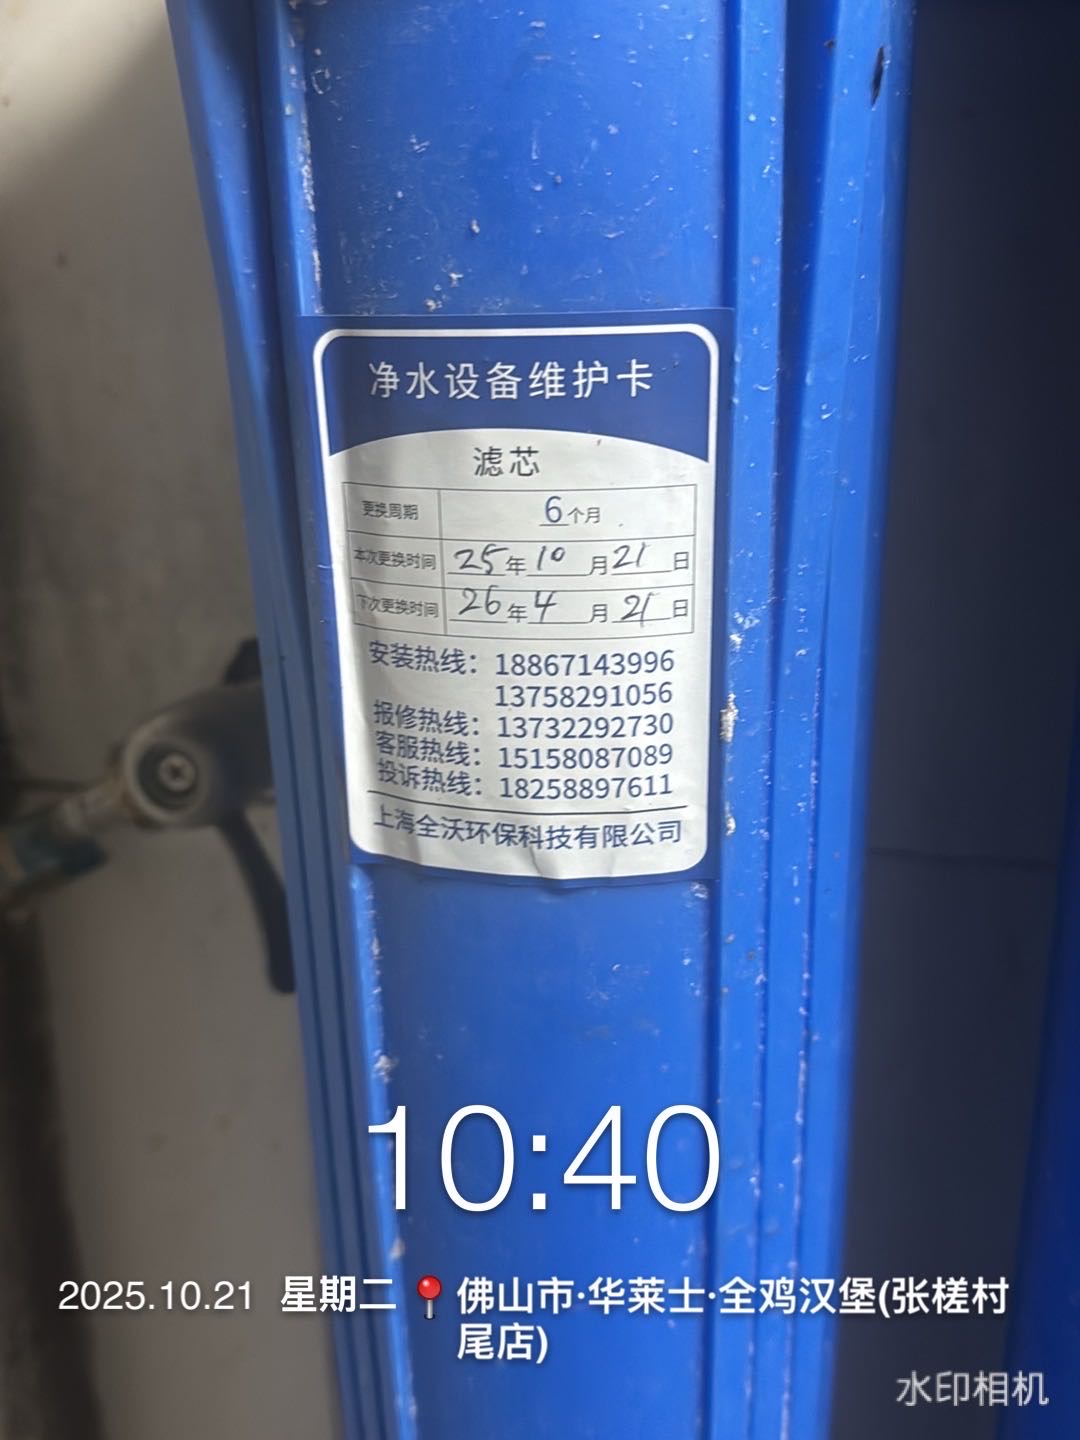 净水设备维护卡
滤芯
更换周期 6个月
本次更换时间 25年10月21日
下次更换时间 26年4月21日
安装热线：18867143996
13758291056
报修热线：13732292730
客服热线：15158087089
投诉热线：18258897611
上海全沃环保科技有限公司
10:40
2025.10.21 星期二 佛山市·华莱士·全鸡汉堡(张槎村
尾店)
水印相机